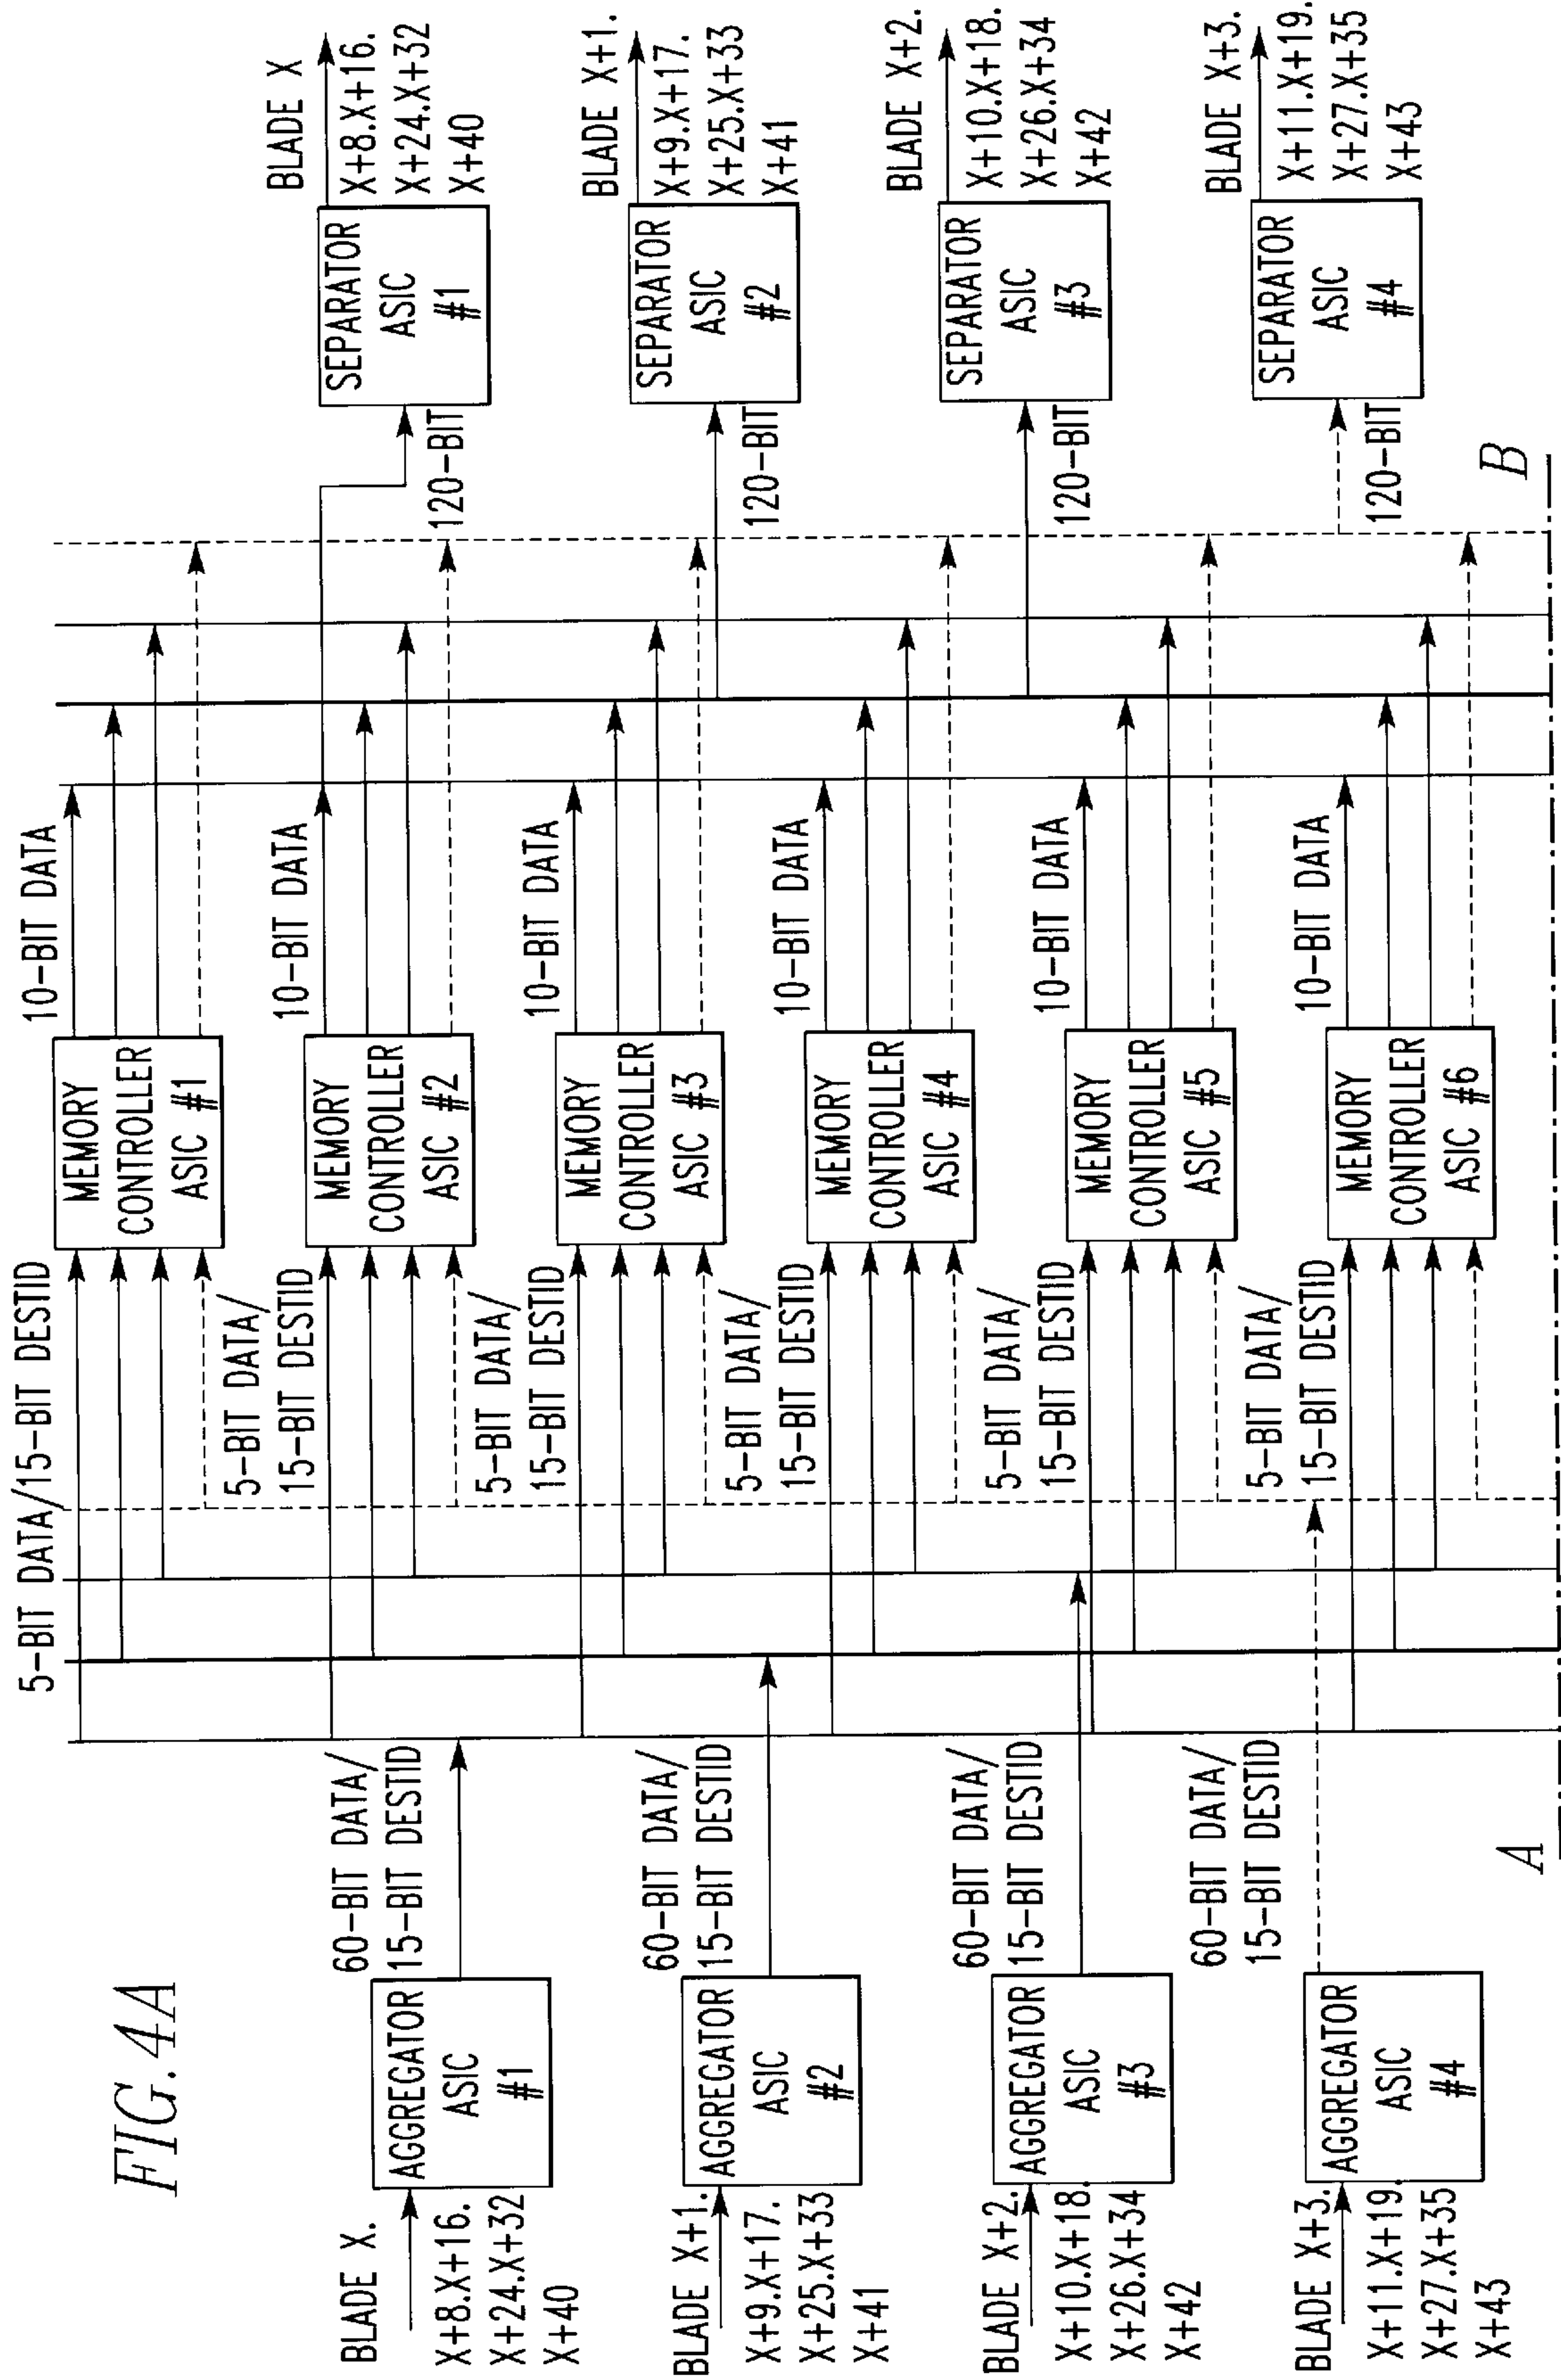 FIG. 4A
BLADE X.
X+8.X+16.
X+24.X+32
X+40
AGGREGATOR
ASIC
#1
60-BIT DATA/
15-BIT DESTID
BLADE X+1.
X+9.X+17.
X+25.X+33
X+41
AGGREGATOR
ASIC
#2
60-BIT DATA/
15-BIT DESTID
BLADE X+2.
X+10.X+18.
X+26.X+34
X+42
AGGREGATOR
ASIC
#3
60-BIT DATA/
15-BIT DESTID
BLADE X+3.
X+11.X+19.
X+27.X+35
X+43
AGGREGATOR
ASIC
#4
60-BIT DATA/
15-BIT DESTID
A
5-BIT DATA/15-BIT DESTID
MEMORY
CONTROLLER
ASIC #1
10-BIT DATA
5-BIT DATA/
15-BIT DESTID
MEMORY
CONTROLLER
ASIC #2
10-BIT DATA
5-BIT DATA/
15-BIT DESTID
MEMORY
CONTROLLER
ASIC #3
10-BIT DATA
5-BIT DATA/
15-BIT DESTID
MEMORY
CONTROLLER
ASIC #4
10-BIT DATA
5-BIT DATA/
15-BIT DESTID
MEMORY
CONTROLLER
ASIC #5
10-BIT DATA
5-BIT DATA/
15-BIT DESTID
MEMORY
CONTROLLER
ASIC #6
10-BIT DATA
120-BIT
SEPARATOR
ASIC
#1
BLADE X
X+8.X+16.
X+24.X+32
X+40
120-BIT
SEPARATOR
ASIC
#2
BLADE X+1.
X+9.X+17.
X+25.X+33
X+41
120-BIT
SEPARATOR
ASIC
#3
BLADE X+2.
X+10.X+18.
X+26.X+34
X+42
120-BIT
SEPARATOR
ASIC
#4
BLADE X+3.
X+11.X+19.
X+27.X+35
X+43
B